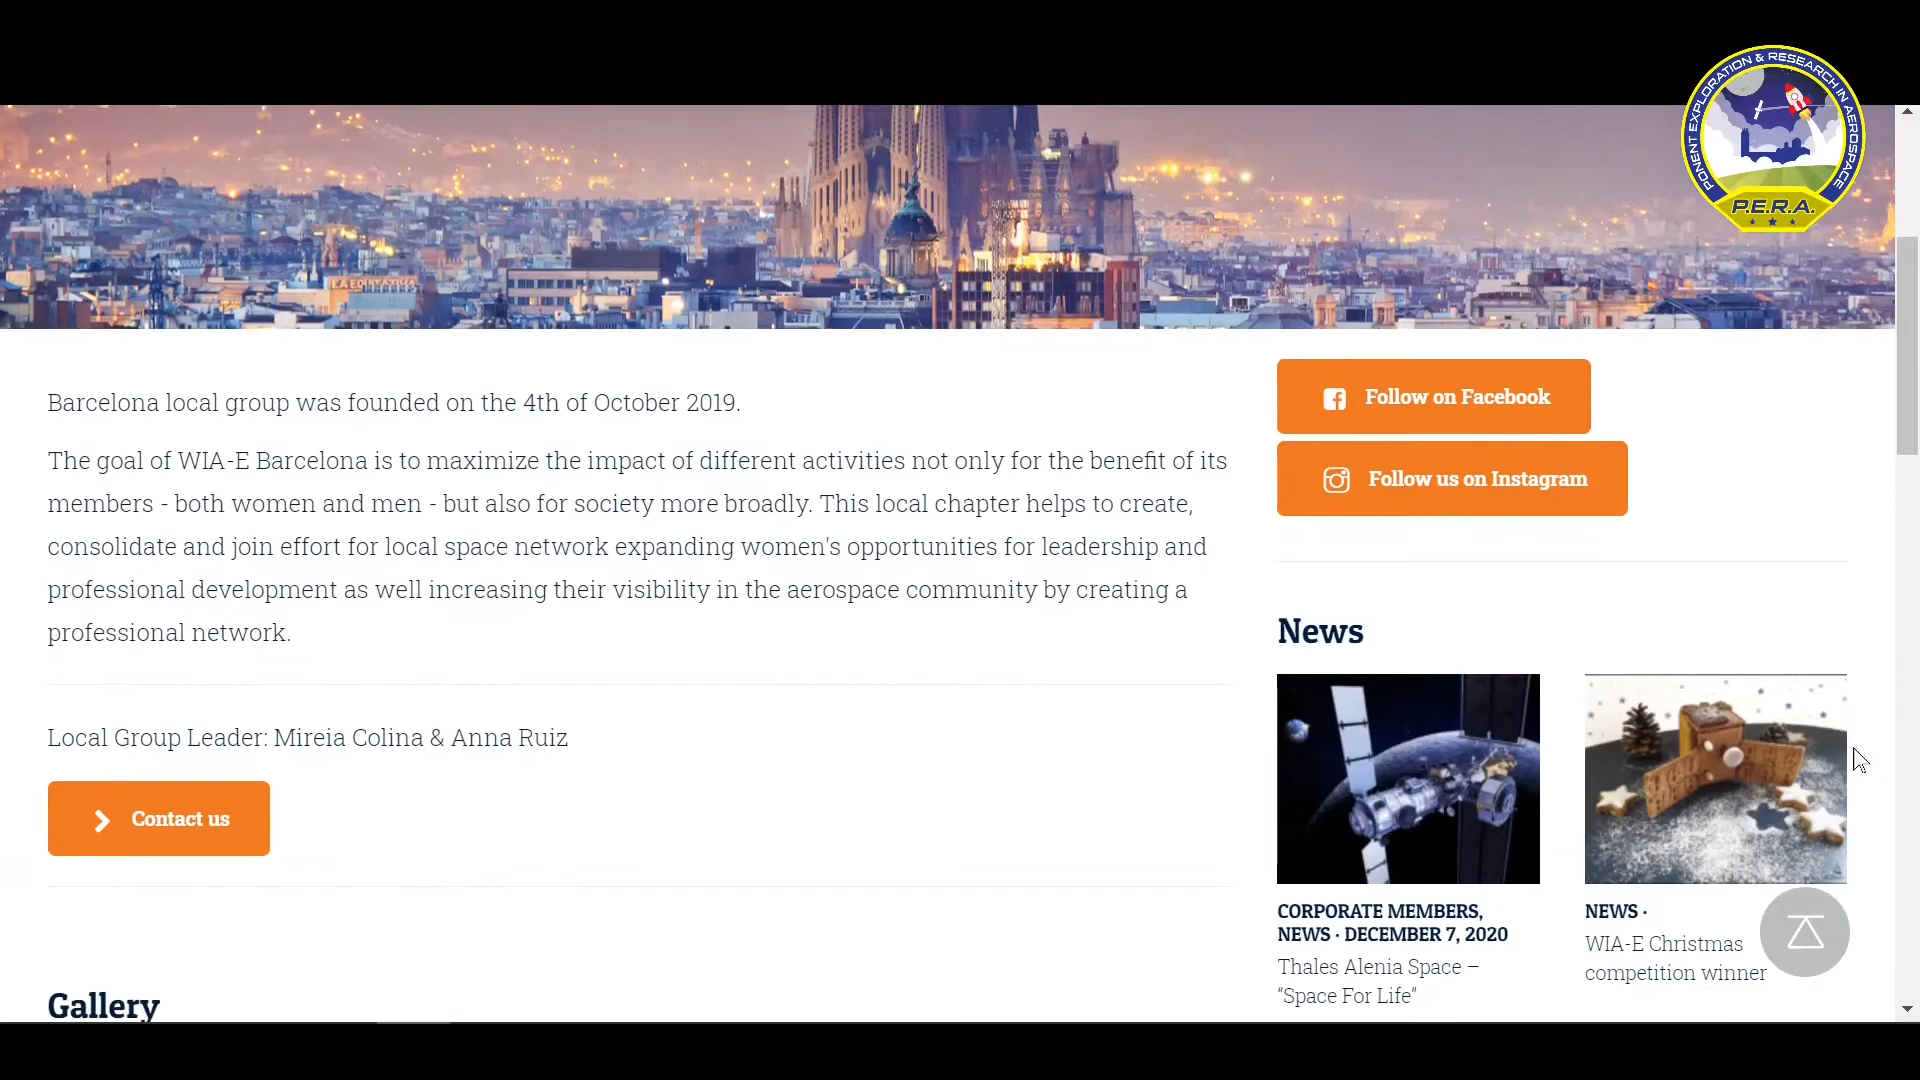 PONENT EXPLORATION & RESEARCH IN AEROSPACE
P.E.R.A.
Barcelona local group was founded on the 4th of October 2019.
The goal of WIA-E Barcelona is to maximize the impact of different activities not only for the benefit of its
members - both women and men - but also for society more broadly. This local chapter helps to create,
consolidate and join effort for local space network expanding women's opportunities for leadership and
professional development as well increasing their visibility in the aerospace community by creating a
professional network.
Local Group Leader: Mireia Colina & Anna Ruiz
Contact us
Gallery
Follow on Facebook
Follow us on Instagram
News
CORPORATE MEMBERS,
NEWS · DECEMBER 7, 2020
Thales Alenia Space –
“Space For Life”
NEWS ·
WIA-E Christmas
competition winner